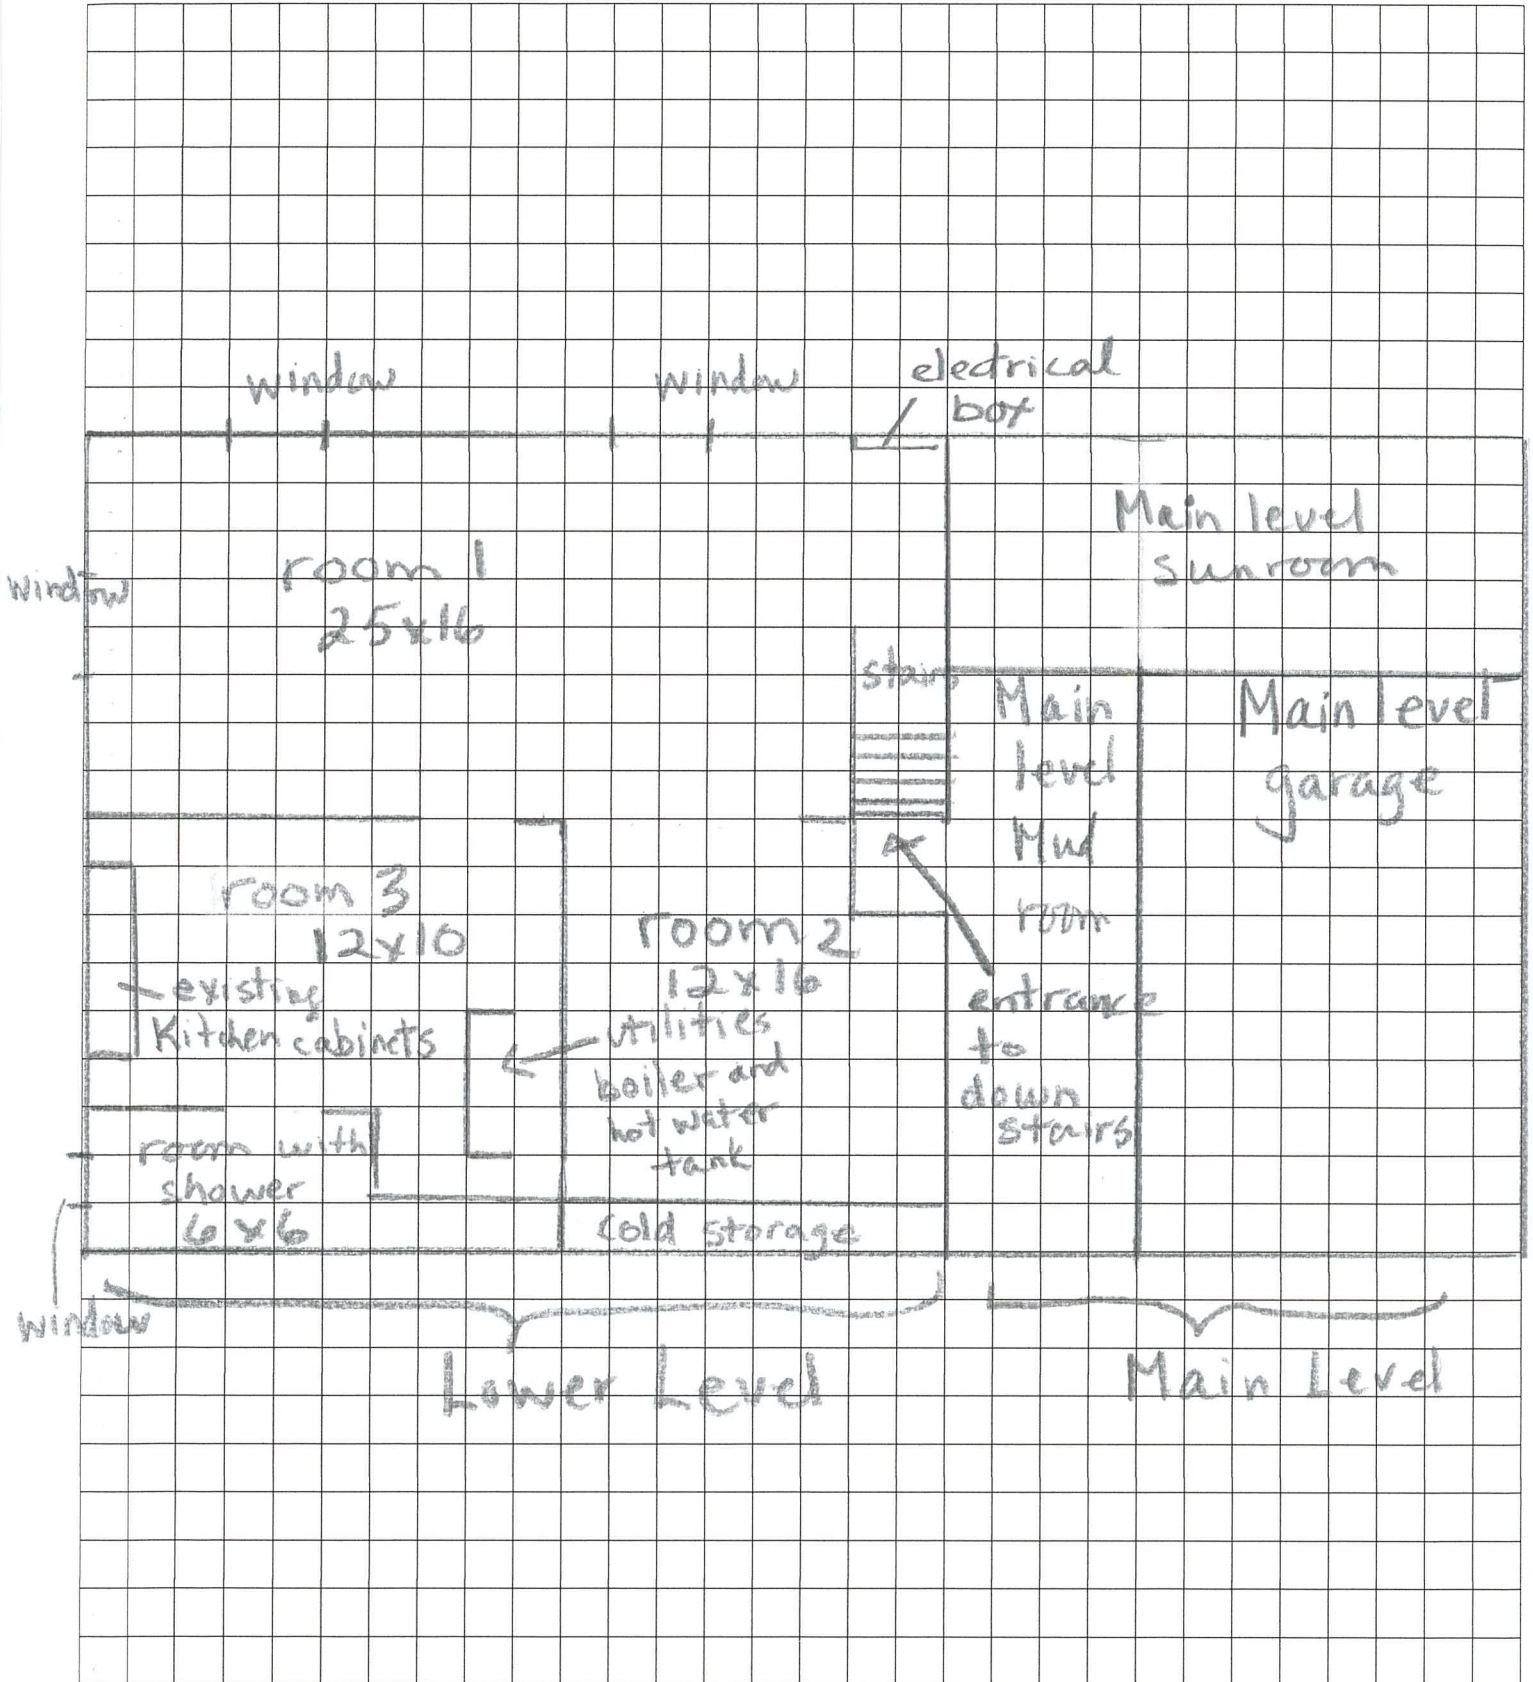 window
window
electrical
box
Main level
sunroom
window
room 1
25x16
stairs
Main
level
Mud
room
Main level
garage
room 3
12x10
existing
Kitchen cabinets
room 2
12x16
utilities
boiler and
hot water
tank
entrance
to
down
stairs
room with
shower
6x6
cold storage
window
Lower Level
Main Level